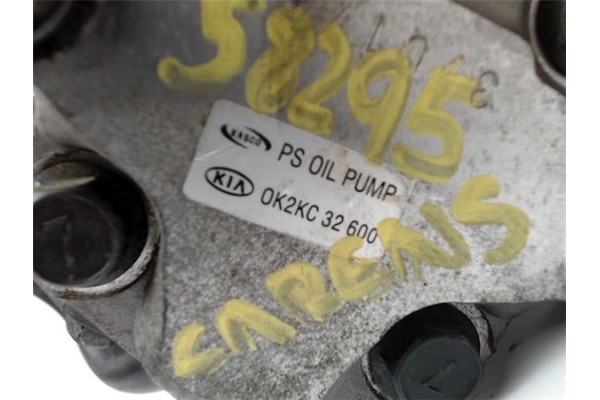 58295
KASCO PS OIL PUMP
KIA 0K2KC 32 600
CARENS